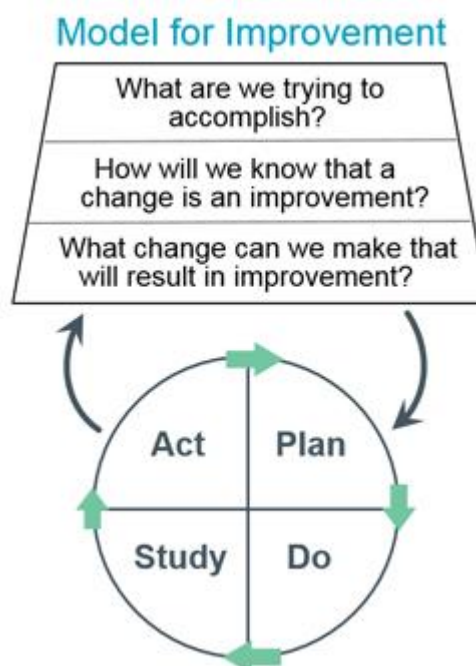 Model for Improvement
What are we trying to
accomplish?
How will we know that a
change is an improvement?
What change can we make that
will result in improvement?
Act
Plan
Study
Do